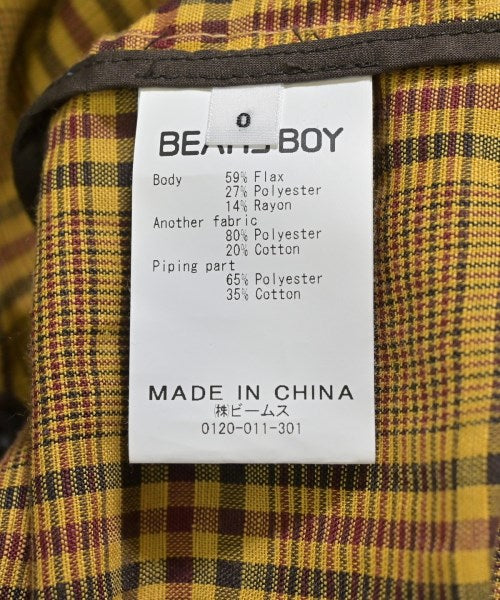 0
BEAMS BOY
Body 59% Flax
27% Polyester
14% Rayon
Another fabric
80% Polyester
20% Cotton
Piping part
65% Polyester
35% Cotton
MADE IN CHINA
㈱ビームス
0120-011-301